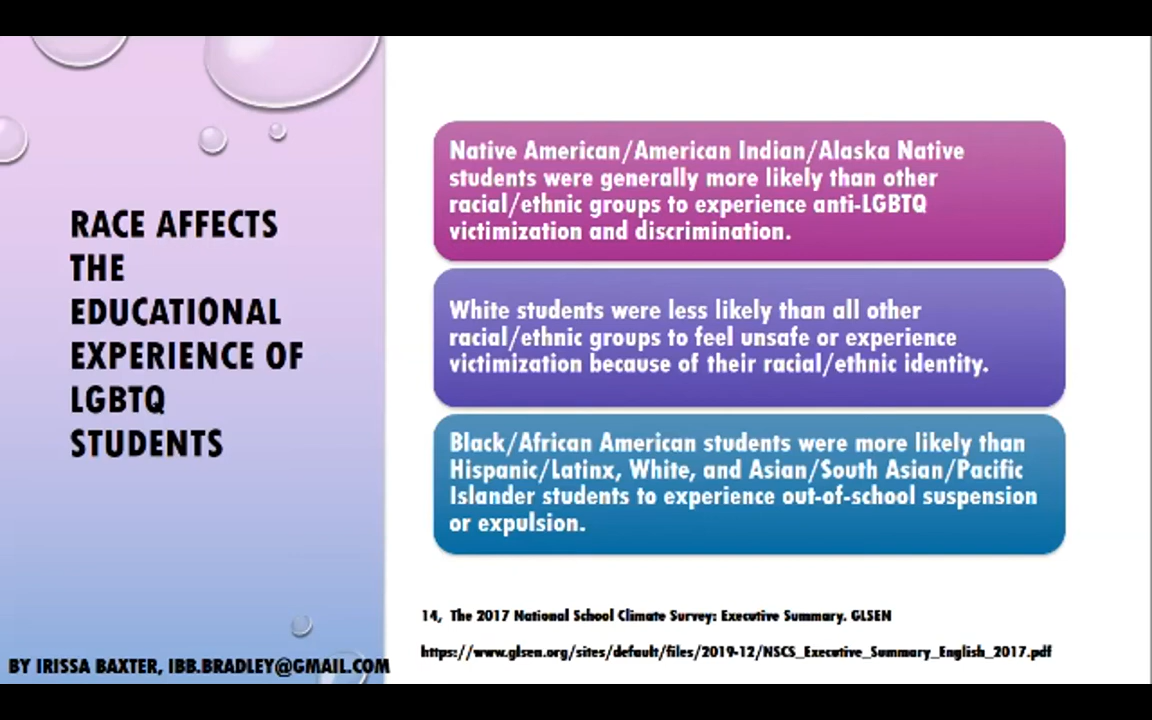 RACE AFFECTS
THE
EDUCATIONAL
EXPERIENCE OF
LGBTQ
STUDENTS
BY IRISSA BAXTER, IBB.BRADLEY@GMAIL.COM
Native American/American Indian/Alaska Native
students were generally more likely than other
racial/ethnic groups to experience anti-LGBTQ
victimization and discrimination.
White students were less likely than all other
racial/ethnic groups to feel unsafe or experience
victimization because of their racial/ethnic identity.
Black/African American students were more likely than
Hispanic/Latinx, White, and Asian/South Asian/Pacific
Islander students to experience out-of-school suspension
or expulsion.
14, The 2017 National School Climate Survey: Executive Summary. GLSEN
https://www.glsen.org/sites/default/files/2019-12/NSCS_Executive_Summary_English_2017.pdf